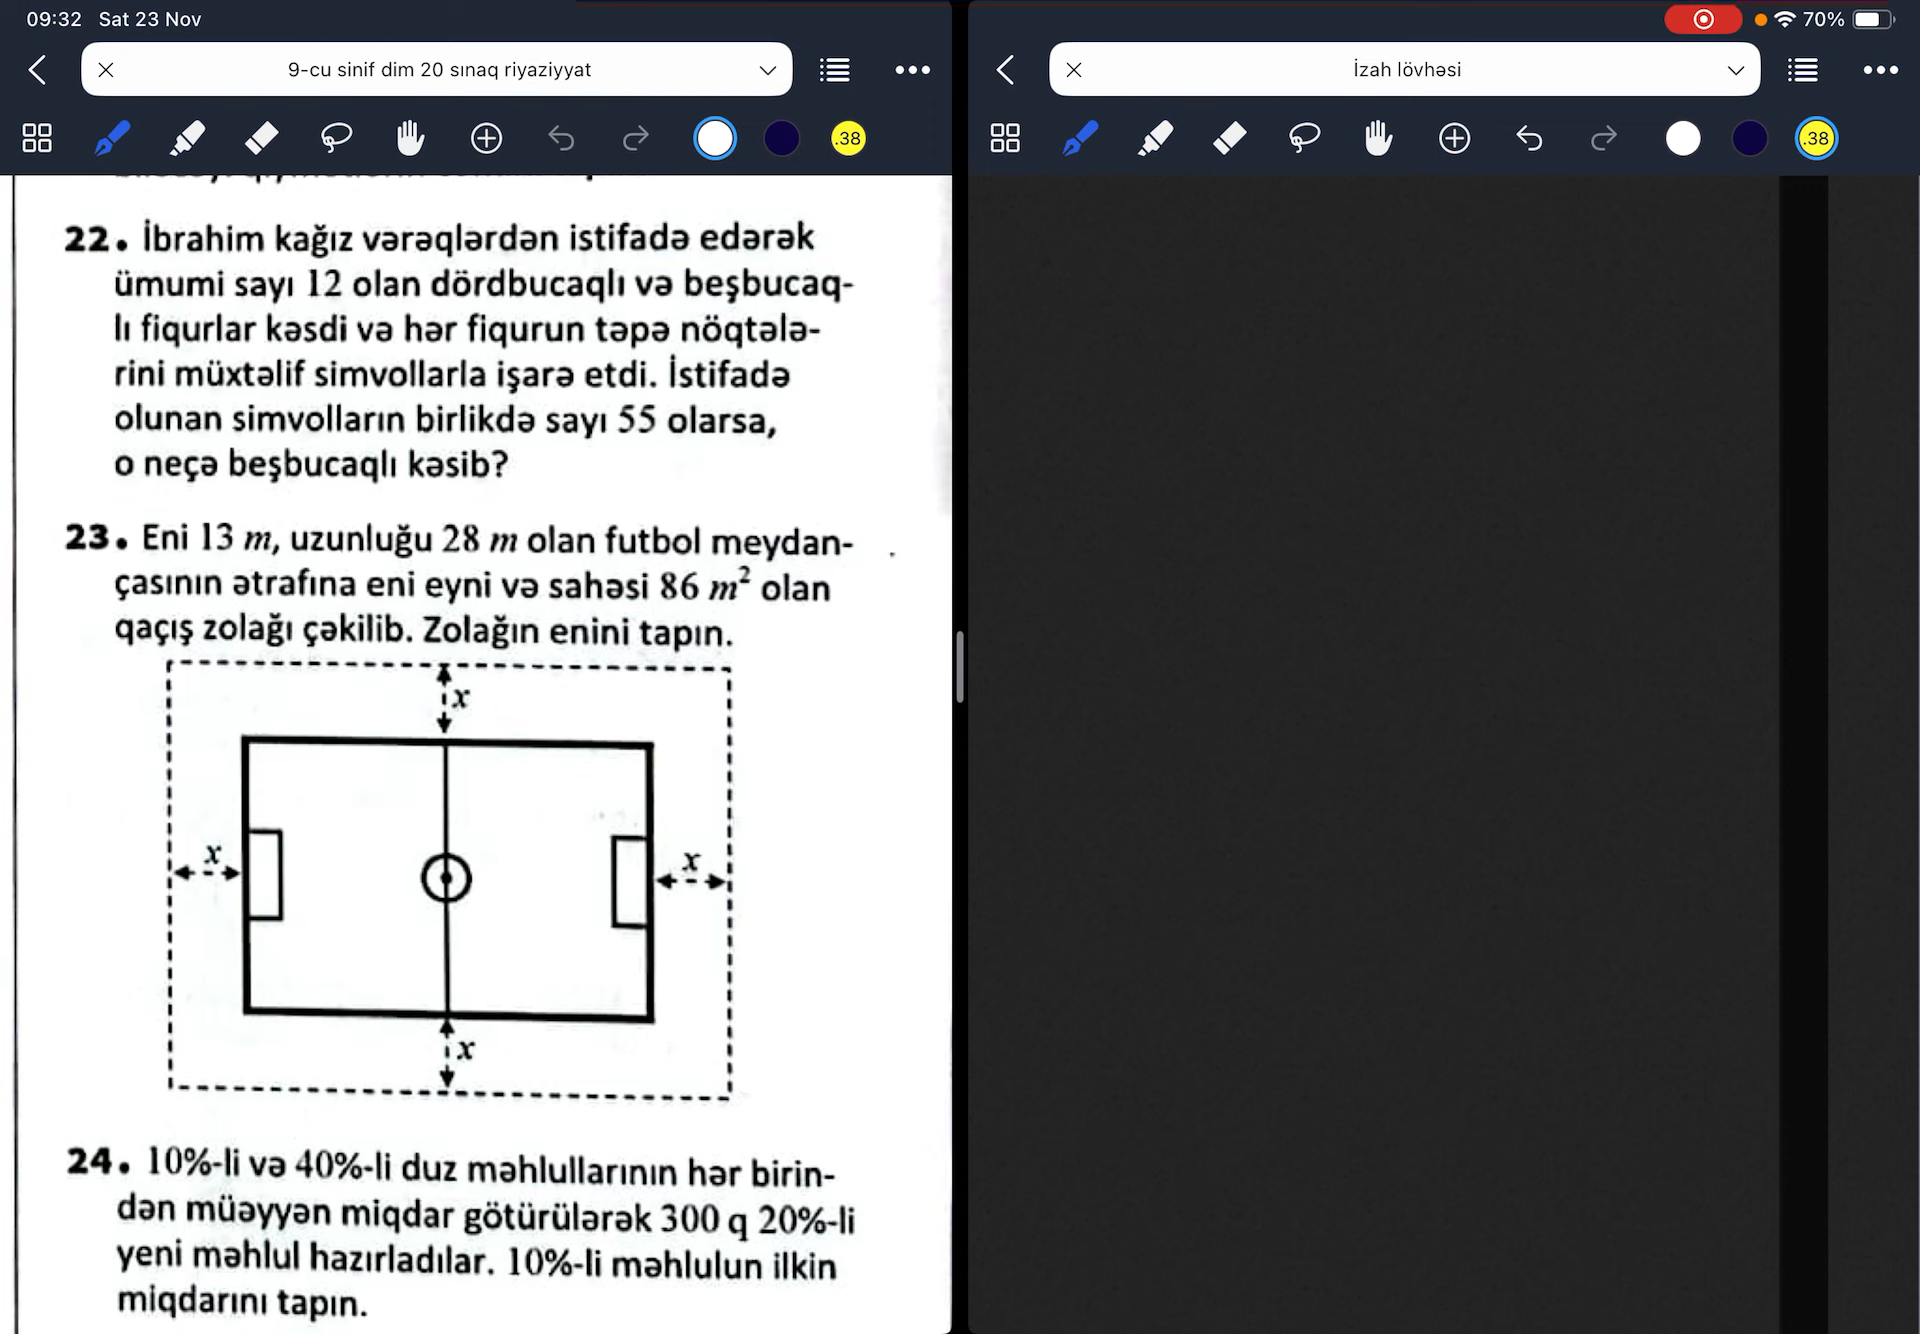 09:32 Sat 23 Nov
70%
9-cu sinif dim 20 sınaq riyaziyyat
.38
İzah lövhəsi
.38
22. İbrahim kağız vərəqlərdən istifadə edərək
ümumi sayı 12 olan dördbucaqlı və beşbucaq-
lı fiqurlar kəsdi və hər fiqurun təpə nöqtələ-
rini müxtəlif simvollarla işarə etdi. İstifadə
olunan simvolların birlikdə sayı 55 olarsa,
o neçə beşbucaqlı kəsib?
23. Eni 13 m, uzunluğu 28 m olan futbol meydan-
çasının ətrafına eni eyni və sahəsi 86 m² olan
qaçış zolağı çəkilib. Zolağın enini tapın.
x
x
x
x
24. 10%-li və 40%-li duz məhlullarının hər birin-
dən müəyyən miqdar götürülərək 300 q 20%-li
yeni məhlul hazırladılar. 10%-li məhlulun ilkin
miqdarını tapın.